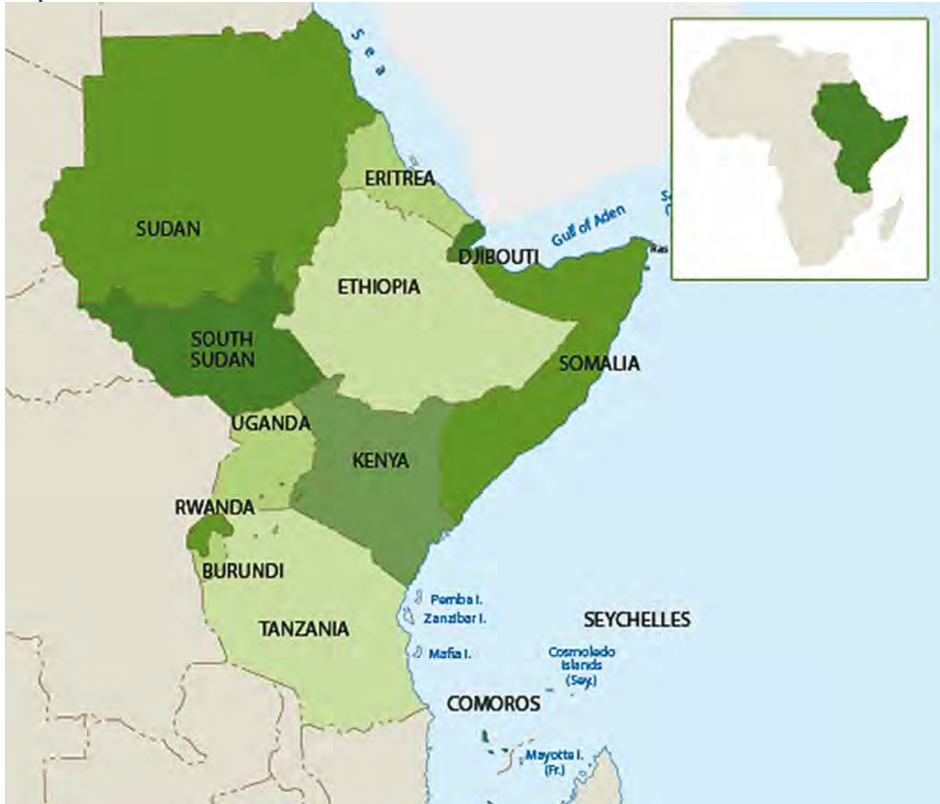 Sea
ERITREA
SUDAN
Gulf of Aden
DJIBOUTI
Ras
ETHIOPIA
SOUTH
SUDAN
SOMALIA
UGANDA
KENYA
RWANDA
BURUNDI
Pemba I.
Zanzibar I.
TANZANIA
SEYCHELLES
Mafia I.
Cosmoledo
Islands
(Sey.)
COMOROS
Mayotte I.
(Fr.)